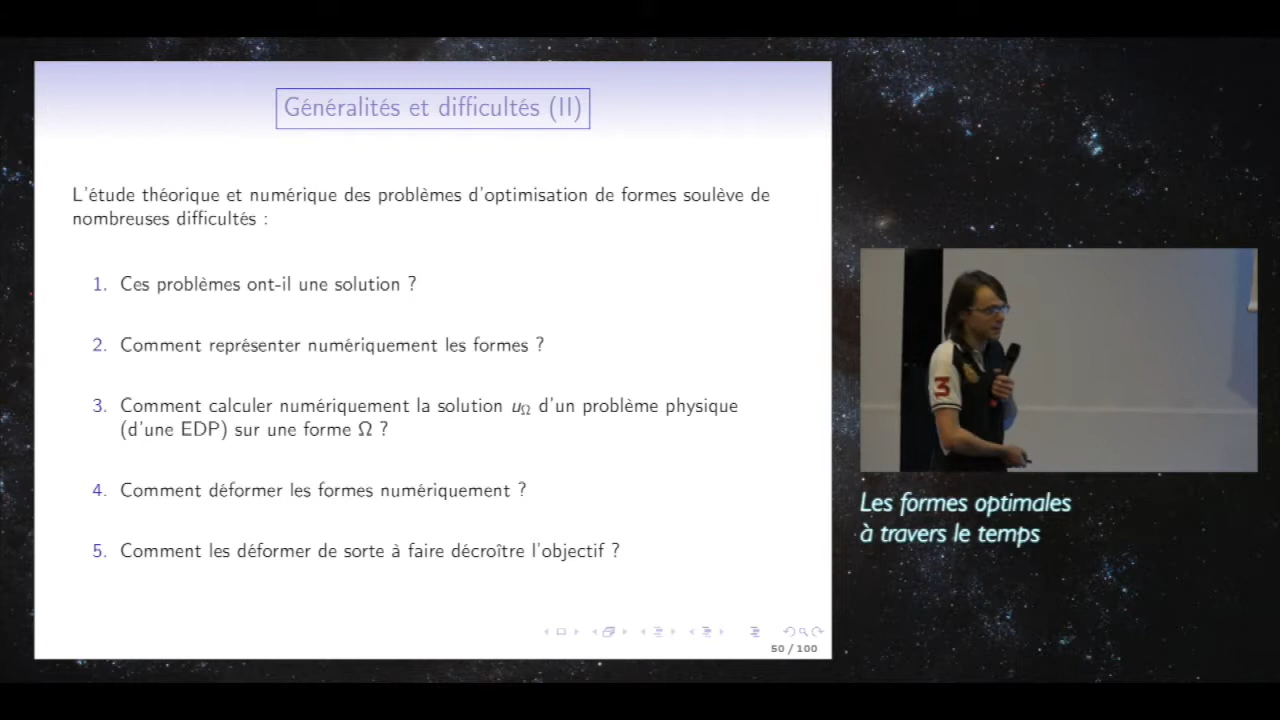 Généralités et difficultés (II)
L'étude théorique et numérique des problèmes d'optimisation de formes soulève de
nombreuses difficultés :
1. Ces problèmes ont-il une solution ?
2. Comment représenter numériquement les formes ?
3. Comment calculer numériquement la solution uΩ d'un problème physique
(d'une EDP) sur une forme Ω ?
4. Comment déformer les formes numériquement ?
5. Comment les déformer de sorte à faire décroître l'objectif ?
50 / 100
3
Les formes optimales
à travers le temps